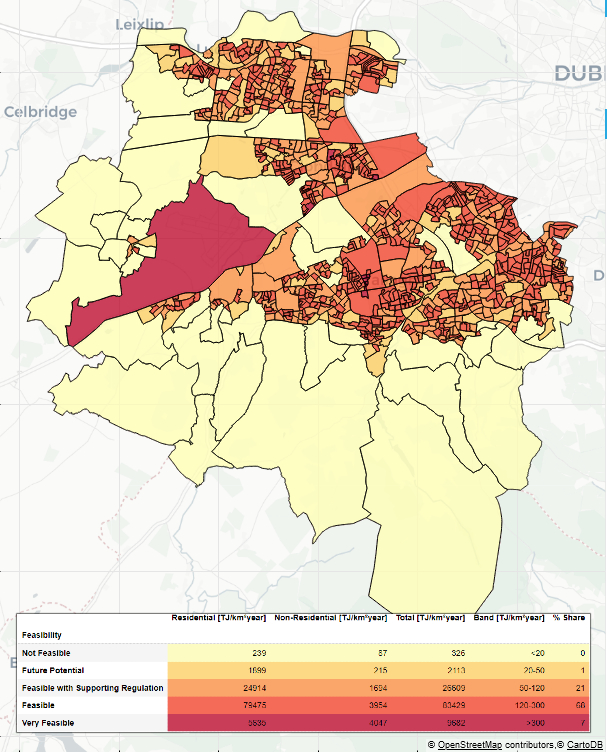 Leixlip
DUB
Celbridge
D
Residential [TJ/km²year] Non-Residential [TJ/km²year] Total [TJ/km²year] Band [TJ/km²year] % Share
Feasibility
Not Feasible 239 87 326 <20 0
Future Potential 1899 215 2113 20-50 1
Feasible with Supporting Regulation 24914 1694 26609 50-120 21
Feasible 79475 3954 83429 120-300 68
Very Feasible 5635 4047 9682 >300 7
© OpenStreetMap contributors,© CartoDB